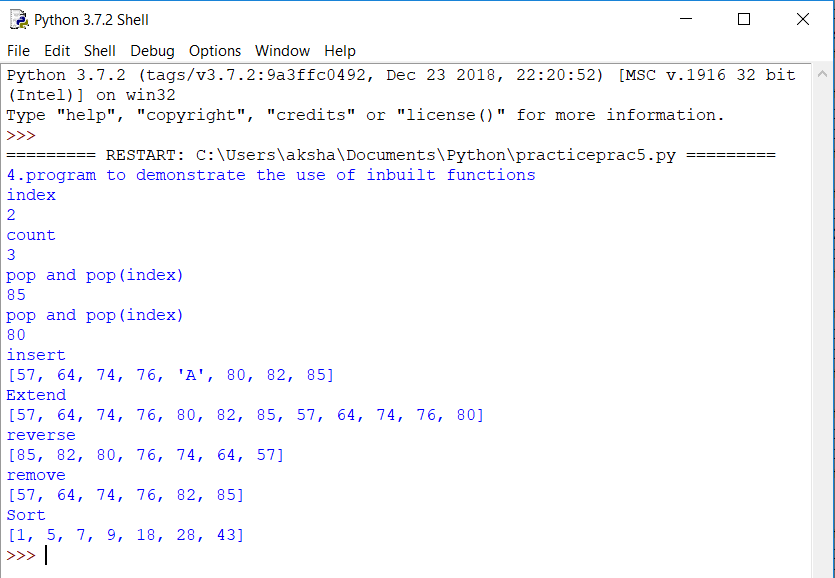 Python 3.7.2 Shell
File Edit Shell Debug Options Window Help
Python 3.7.2 (tags/v3.7.2:9a3ffc0492, Dec 23 2018, 22:20:52) [MSC v.1916 32 bit
(Intel)] on win32
Type "help", "copyright", "credits" or "license()" for more information.
>>>
========= RESTART: C:\Users\aksha\Documents\Python\practiceprac5.py =========
4.program to demonstrate the use of inbuilt functions
index
2
count
3
pop and pop(index)
85
pop and pop(index)
80
insert
[57, 64, 74, 76, 'A', 80, 82, 85]
Extend
[57, 64, 74, 76, 80, 82, 85, 57, 64, 74, 76, 80]
reverse
[85, 82, 80, 76, 74, 64, 57]
remove
[57, 64, 74, 76, 82, 85]
Sort
[1, 5, 7, 9, 18, 28, 43]
>>>